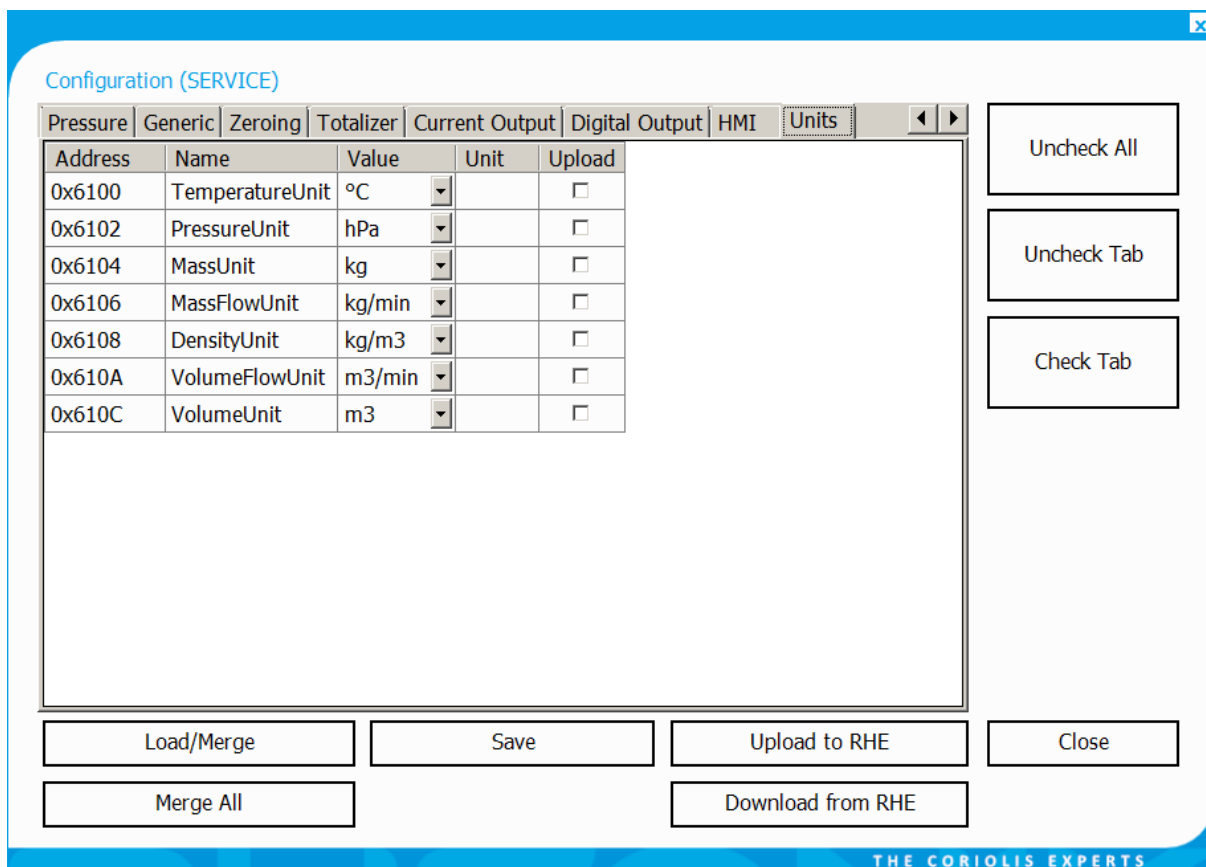 x
Configuration (SERVICE)
Pressure Generic Zeroing Totalizer Current Output Digital Output HMI Units
Address Name Value Unit Upload
0x6100 TemperatureUnit ºC
0x6102 PressureUnit hPa
0x6104 MassUnit kg
0x6106 MassFlowUnit kg/min
0x6108 DensityUnit kg/m3
0x610A VolumeFlowUnit m3/min
0x610C VolumeUnit m3
Uncheck All
Uncheck Tab
Check Tab
Load/Merge Save Upload to RHE Close
Merge All Download from RHE
THE CORIOLIS EXPERTS